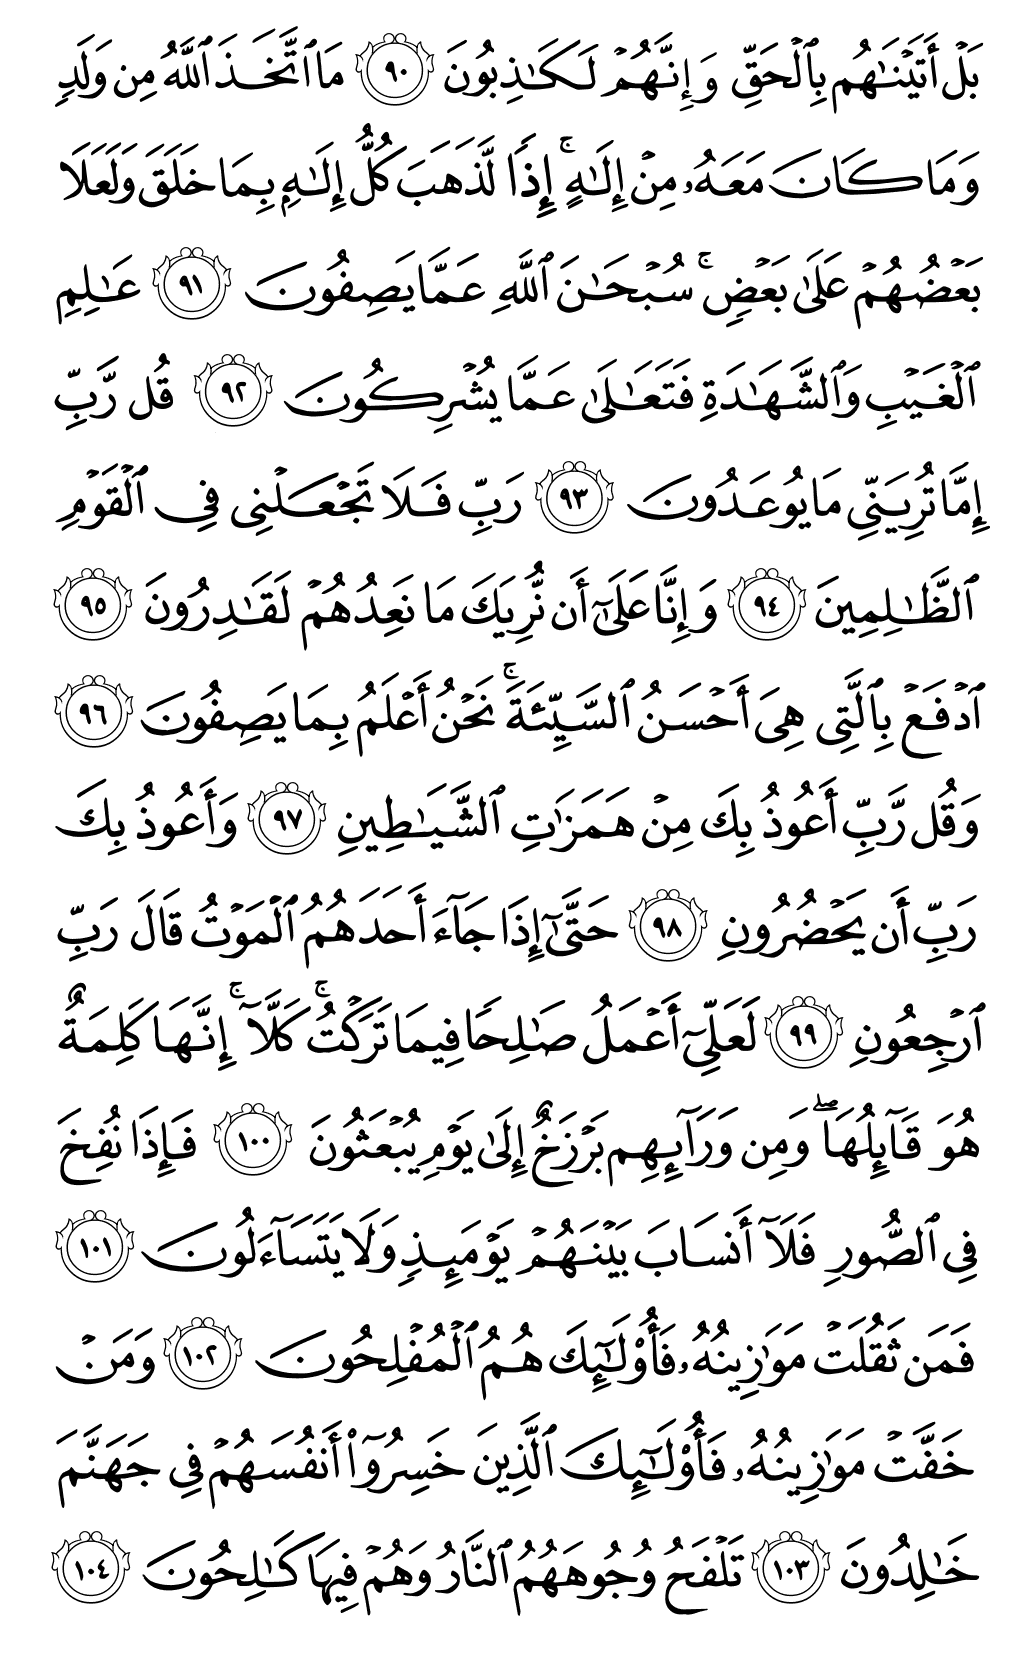 بَلۡ أَتَيۡنَٰهُم بِٱلۡحَقِّ وَإِنَّهُمۡ لَكَٰذِبُونَ ٩٠ مَا ٱتَّخَذَ ٱللَّهُ مِن وَلَدٖ
وَمَا كَانَ مَعَهُۥ مِنۡ إِلَٰهٍۚ إِذٗا لَّذَهَبَ كُلُّ إِلَٰهِۭ بِمَا خَلَقَ وَلَعَلَا
بَعۡضُهُمۡ عَلَىٰ بَعۡضٖۚ سُبۡحَٰنَ ٱللَّهِ عَمَّا يَصِفُونَ ٩١ عَٰلِمِ
ٱلۡغَيۡبِ وَٱلشَّهَٰدَةِ فَتَعَٰلَىٰ عَمَّا يُشۡرِكُونَ ٩٢ قُل رَّبِّ
إِمَّا تُرِيَنِّي مَا يُوعَدُونَ ٩٣ رَبِّ فَلَا تَجۡعَلۡنِي فِي ٱلۡقَوۡمِ
ٱلظَّٰلِمِينَ ٩٤ وَإِنَّا عَلَىٰٓ أَن نُّرِيَكَ مَا نَعِدُهُمۡ لَقَٰدِرُونَ ٩٥
ٱدۡفَعۡ بِٱلَّتِي هِيَ أَحۡسَنُ ٱلسَّيِّئَةَۚ نَحۡنُ أَعۡلَمُ بِمَا يَصِفُونَ ٩٦
وَقُل رَّبِّ أَعُوذُ بِكَ مِنۡ هَمَزَٰتِ ٱلشَّيَٰطِينِ ٩٧ وَأَعُوذُ بِكَ
رَبِّ أَن يَحۡضُرُونِ ٩٨ حَتَّىٰٓ إِذَا جَآءَ أَحَدَهُمُ ٱلۡمَوۡتُ قَالَ رَبِّ
ٱرۡجِعُونِ ٩٩ لَعَلِّيٓ أَعۡمَلُ صَٰلِحٗا فِيمَا تَرَكۡتُۚ كَلَّآۚ إِنَّهَا كَلِمَةٌ
هُوَ قَآئِلُهَاۖ وَمِن وَرَآئِهِم بَرۡزَخٌ إِلَىٰ يَوۡمِ يُبۡعَثُونَ ١٠٠ فَإِذَا نُفِخَ
فِي ٱلصُّورِ فَلَآ أَنسَابَ بَيۡنَهُمۡ يَوۡمَئِذٖ وَلَا يَتَسَآءَلُونَ ١٠١
فَمَن ثَقُلَتۡ مَوَٰزِينُهُۥ فَأُوْلَٰٓئِكَ هُمُ ٱلۡمُفۡلِحُونَ ١٠٢ وَمَنۡ
خَفَّتۡ مَوَٰزِينُهُۥ فَأُوْلَٰٓئِكَ ٱلَّذِينَ خَسِرُوٓاْ أَنفُسَهُمۡ فِي جَهَنَّمَ
خَٰلِدُونَ ١٠٣ تَلۡفَحُ وُجُوهَهُمُ ٱلنَّارُ وَهُمۡ فِيهَا كَٰلِحُونَ ١٠٤